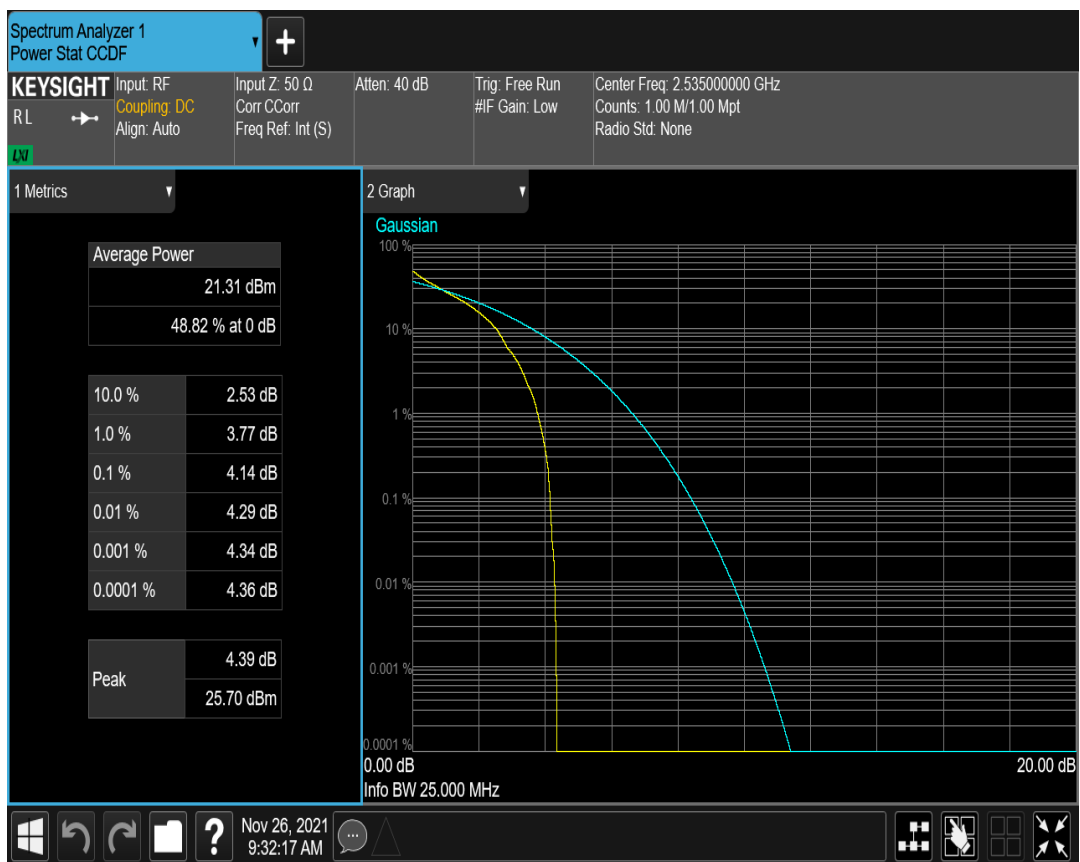 Spectrum Analyzer 1
Power Stat CCDF
KEYSIGHT
RL
LXI
Input: RF
Coupling: DC
Align: Auto
Input Z: 50 Ω
Corr CCorr
Freq Ref: Int (S)
Atten: 40 dB
Trig: Free Run
#IF Gain: Low
Center Freq: 2.535000000 GHz
Counts: 1.00 M/1.00 Mpt
Radio Std: None
1 Metrics
Average Power
21.31 dBm
48.82 % at 0 dB
10.0 % 2.53 dB
1.0 % 3.77 dB
0.1 % 4.14 dB
0.01 % 4.29 dB
0.001 % 4.34 dB
0.0001 % 4.36 dB
Peak
4.39 dB
25.70 dBm
2 Graph
Gaussian
100 %
10 %
1 %
0.1 %
0.01 %
0.001 %
0.0001 %
0.00 dB 20.00 dB
Info BW 25.000 MHz
?
Nov 26, 2021
9:32:17 AM